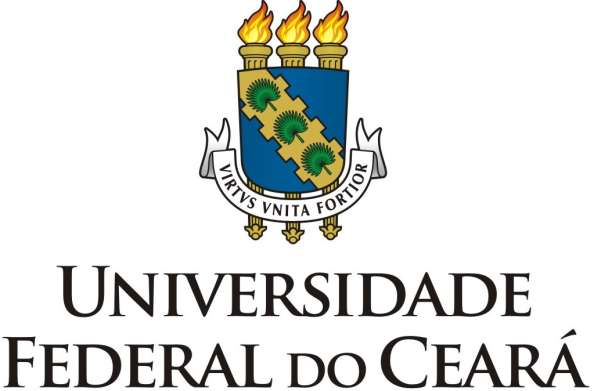 VIRTVS VNITA FORTIOR
UNIVERSIDADE
FEDERAL DO CEARÁ